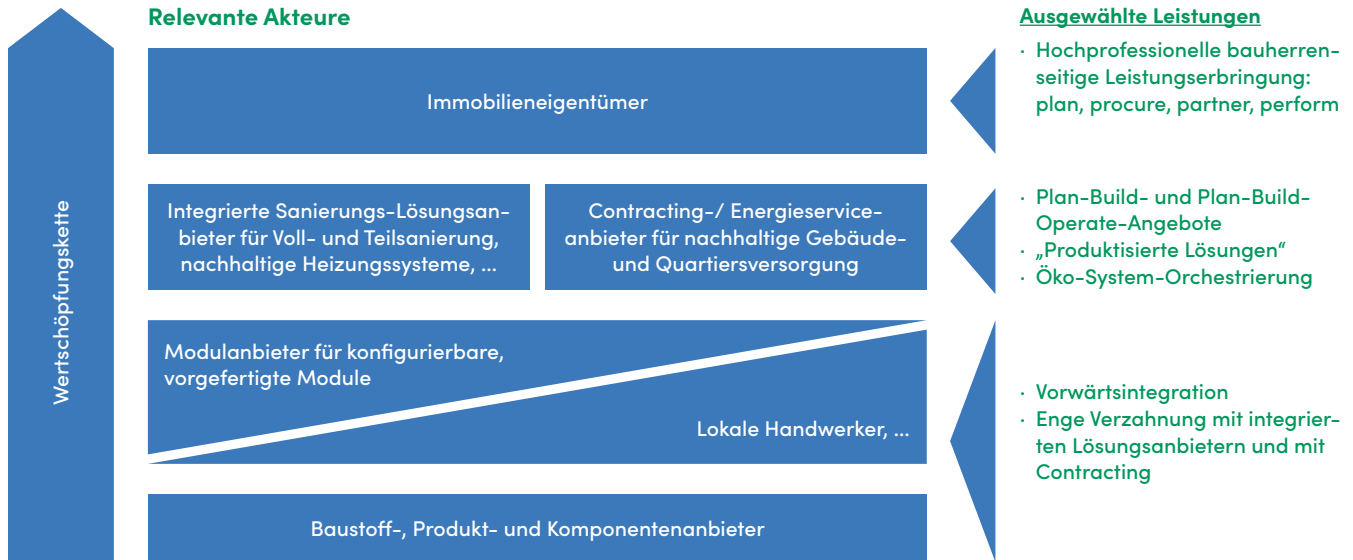 Relevante Akteure
Ausgewählte Leistungen
Wertschöpfungskette
Immobilieneigentümer
· Hochprofessionelle bauherren-
seitige Leistungserbringung:
plan, procure, partner, perform
Integrierte Sanierungs-Lösungsan-
bieter für Voll- und Teilsanierung,
nachhaltige Heizungssysteme, ...
Contracting-/ Energieservice-
anbieter für nachhaltige Gebäude-
und Quartiersversorgung
· Plan-Build- und Plan-Build-
Operate-Angebote
· „Produktisierte Lösungen“
· Öko-System-Orchestrierung
Modulanbieter für konfigurierbare,
vorgefertigte Module
Lokale Handwerker, ...
· Vorwärtsintegration
· Enge Verzahnung mit integrier-
ten Lösungsanbietern und mit
Contracting
Baustoff-, Produkt- und Komponentenanbieter